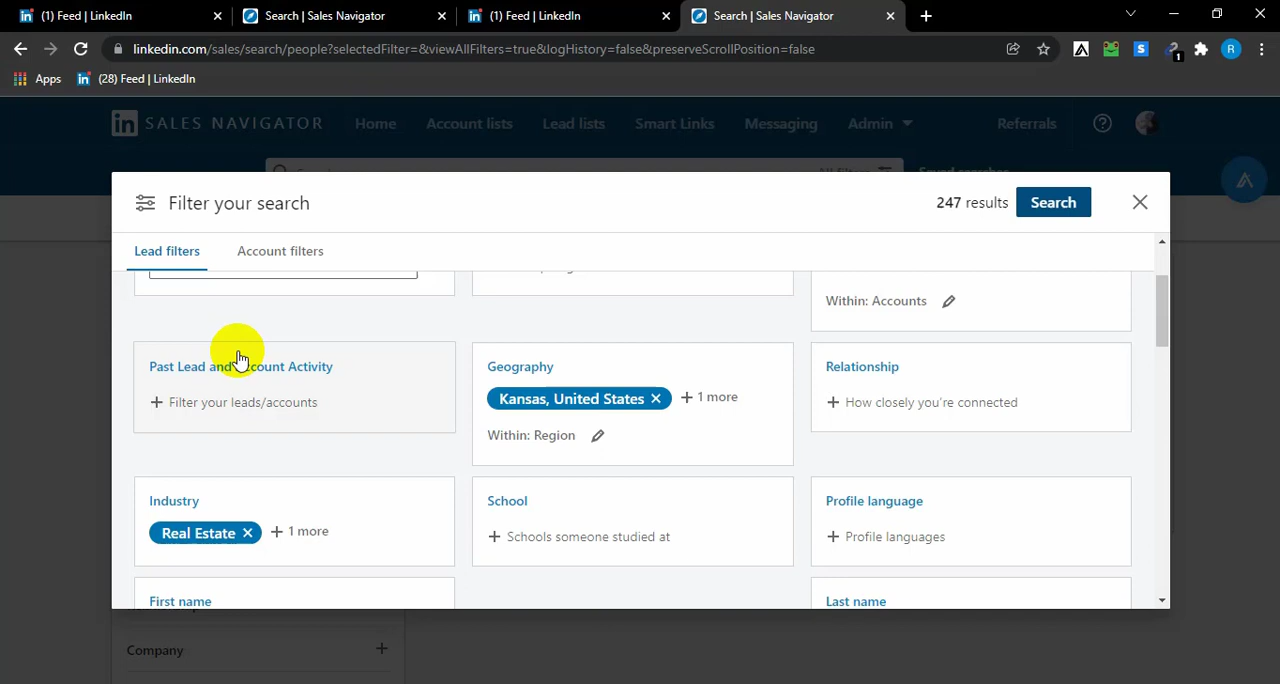 (1) Feed | LinkedIn
Search | Sales Navigator
(1) Feed | LinkedIn
Search | Sales Navigator
linkedin.com/sales/search/people?selectedFilter=&viewAllFilters=true&logHistory=false&preserveScrollPosition=false
S
1
R
Apps
(28) Feed | LinkedIn
in SALES NAVIGATOR
Home
Account lists
Lead lists
Smart Links
Messaging
Admin
Referrals
Filter your search
247 results
Search
Lead filters
Account filters
Within: Accounts
Past Lead and Account Activity
+ Filter your leads/accounts
Geography
Kansas, United States
+ 1 more
Within: Region
Relationship
+ How closely you're connected
Industry
Real Estate
+ 1 more
School
+ Schools someone studied at
Profile language
+ Profile languages
First name
Last name
Company